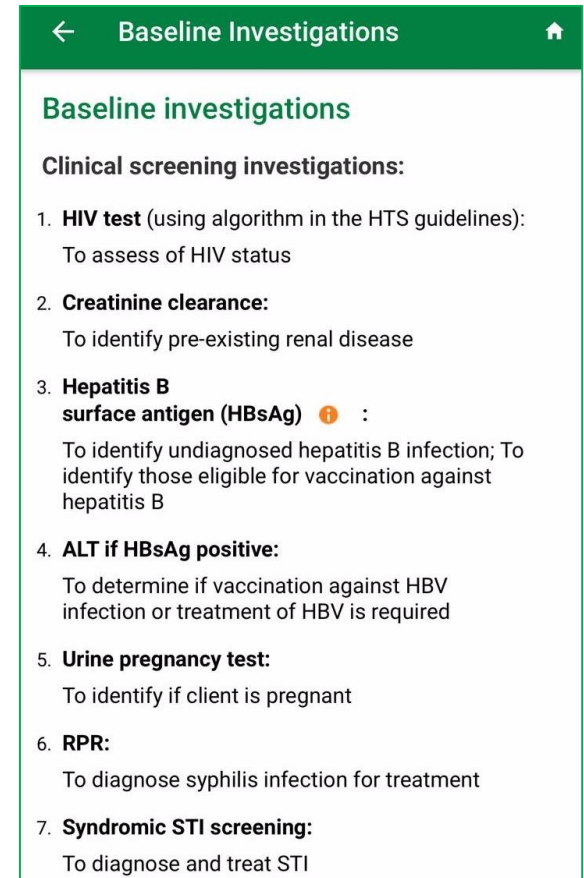 Baseline Investigations
Baseline investigations
Clinical screening investigations:
1. HIV test (using algorithm in the HTS guidelines):
To assess of HIV status
2. Creatinine clearance:
To identify pre-existing renal disease
3. Hepatitis B
surface antigen (HBsAg) :
To identify undiagnosed hepatitis B infection; To
identify those eligible for vaccination against
hepatitis B
4. ALT if HBsAg positive:
To determine if vaccination against HBV
infection or treatment of HBV is required
5. Urine pregnancy test:
To identify if client is pregnant
6. RPR:
To diagnose syphilis infection for treatment
7. Syndromic STI screening:
To diagnose and treat STI